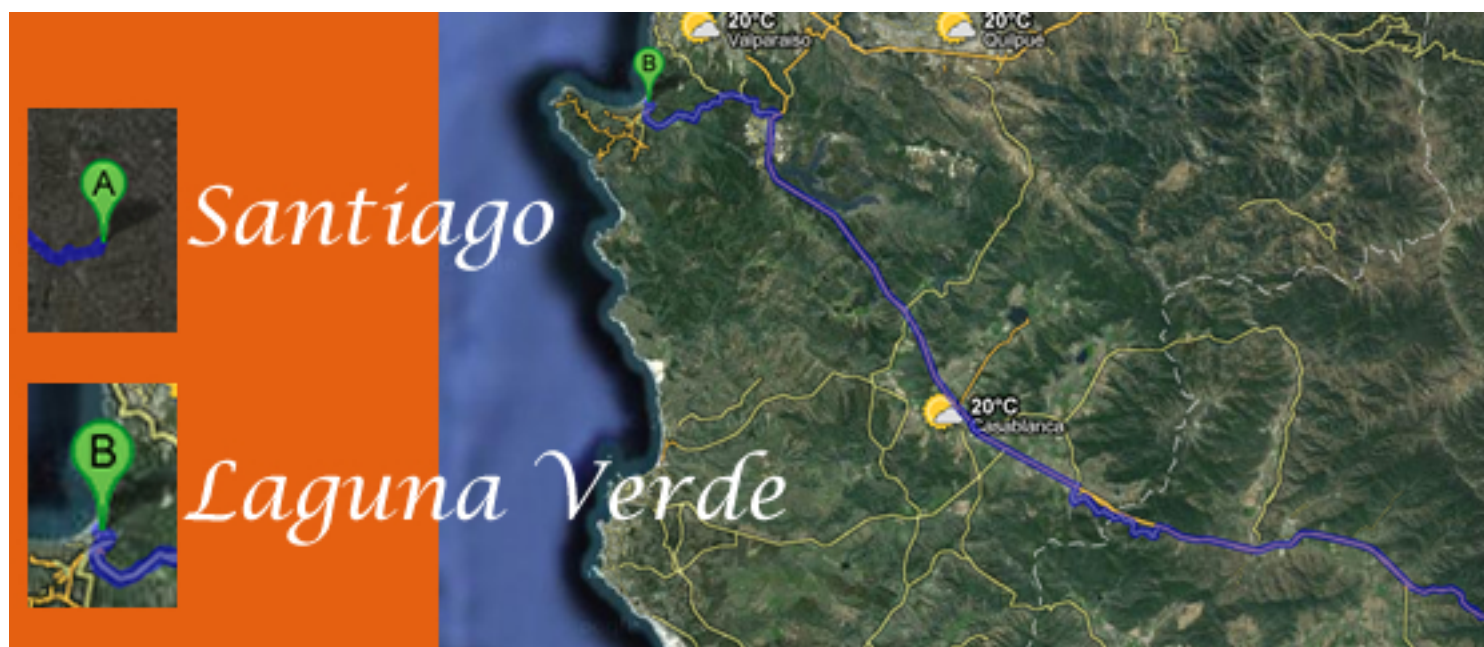 20°C
Valparaíso
20°C
Quilpué
B
A
Santiago
20°C
Casablanca
B
Laguna Verde